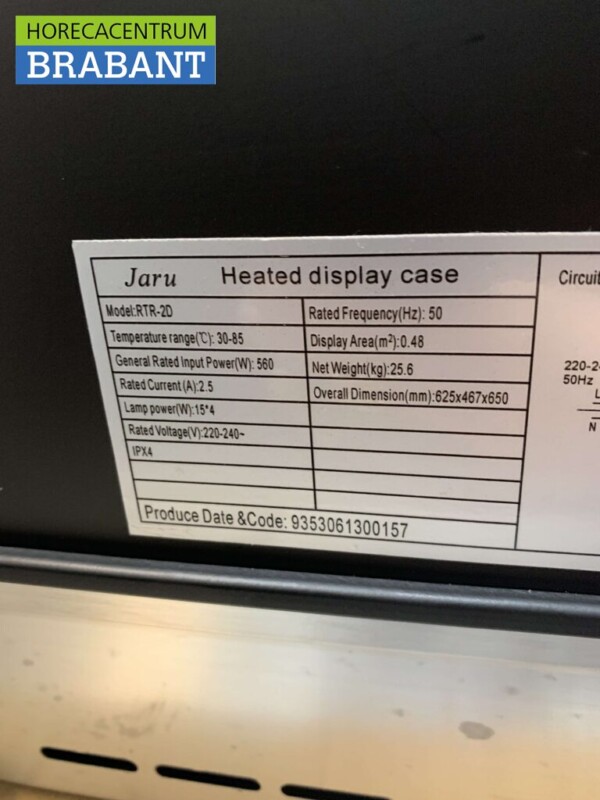 HORECACENTRUM
BRABANT
Jaru Heated display case
Model:RTR-2D
Temperature range(℃): 30-85
General Rated Input Power(W): 560
Rated Current (A):2.5
Lamp power(W):15*4
Rated Voltage(V):220-240~
IPX4
Rated Frequency(Hz): 50
Display Area(m²):0.48
Net Weight(kg):25.6
Overall Dimension(mm):625x467x650
Produce Date &Code: 9353061300157
Circuit
220-24
50Hz
L
N